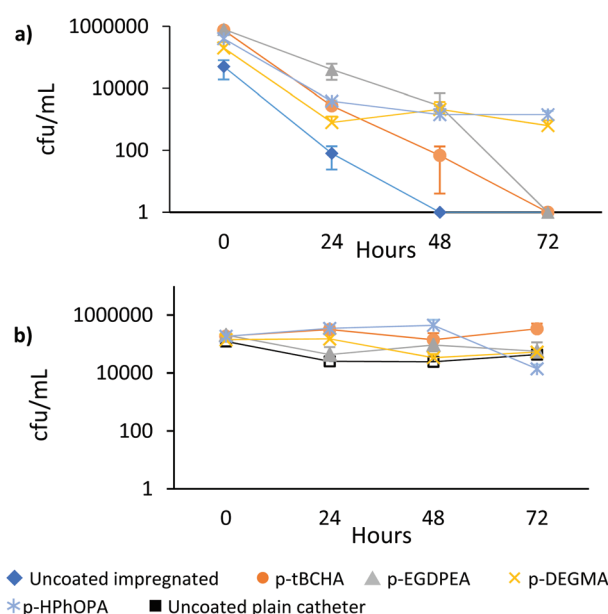 a)
1000000
10000
100
1
cfu/mL
0 24 48 72
Hours
b)
1000000
10000
100
1
cfu/mL
0 24 48 72
Hours
Uncoated impregnated p-tBCHA p-EGDPEA p-DEGMA
p-HPhOPA Uncoated plain catheter